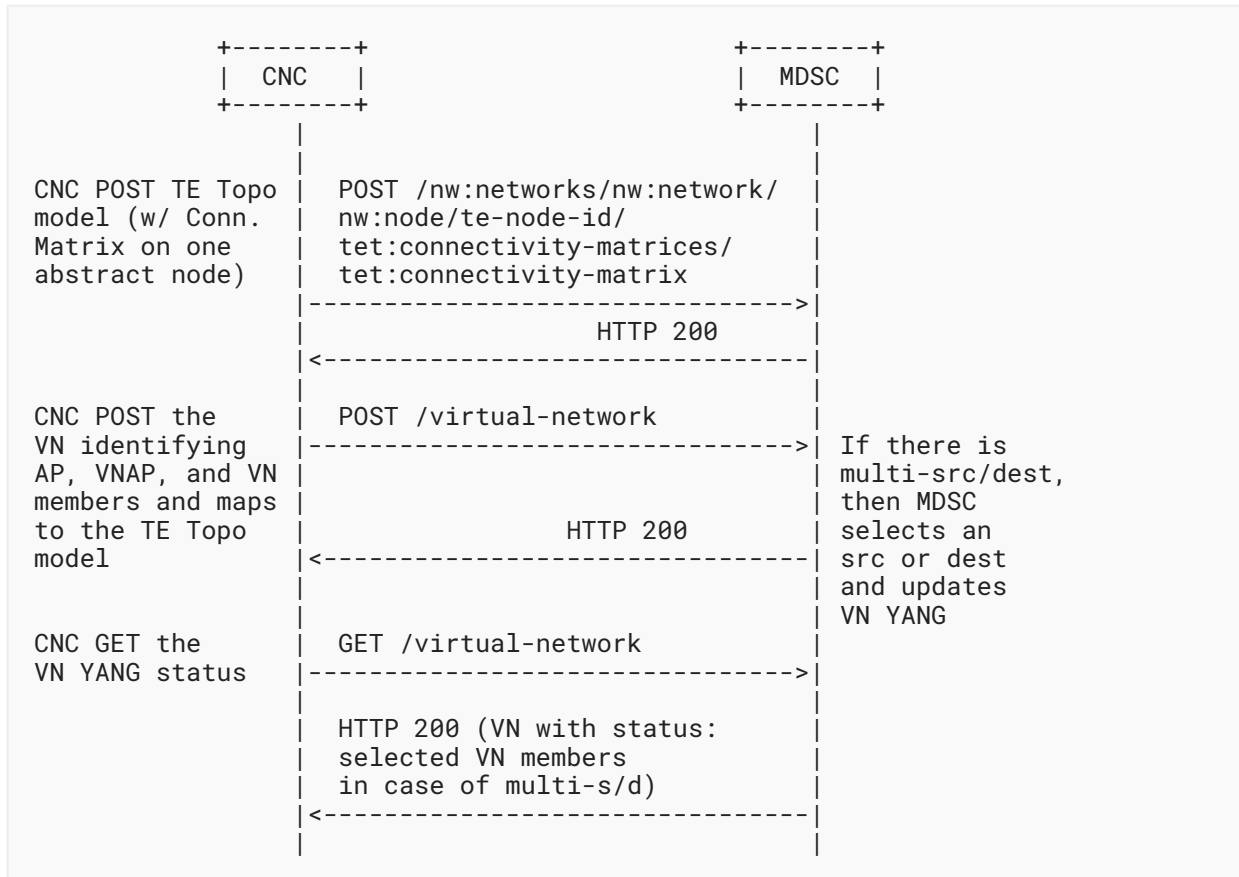 CNC MDSC
CNC POST TE Topo POST /nw:networks/nw:network/
model (w/ Conn. nw:node/te-node-id/
Matrix on one tet:connectivity-matrices/
abstract node) tet:connectivity-matrix
HTTP 200
CNC POST the POST /virtual-network
VN identifying If there is
AP, VNAP, and VN multi-src/dest,
members and maps then MDSC
to the TE Topo HTTP 200 selects an
model src or dest
and updates
VN YANG
CNC GET the GET /virtual-network
VN YANG status
HTTP 200 (VN with status:
selected VN members
in case of multi-s/d)